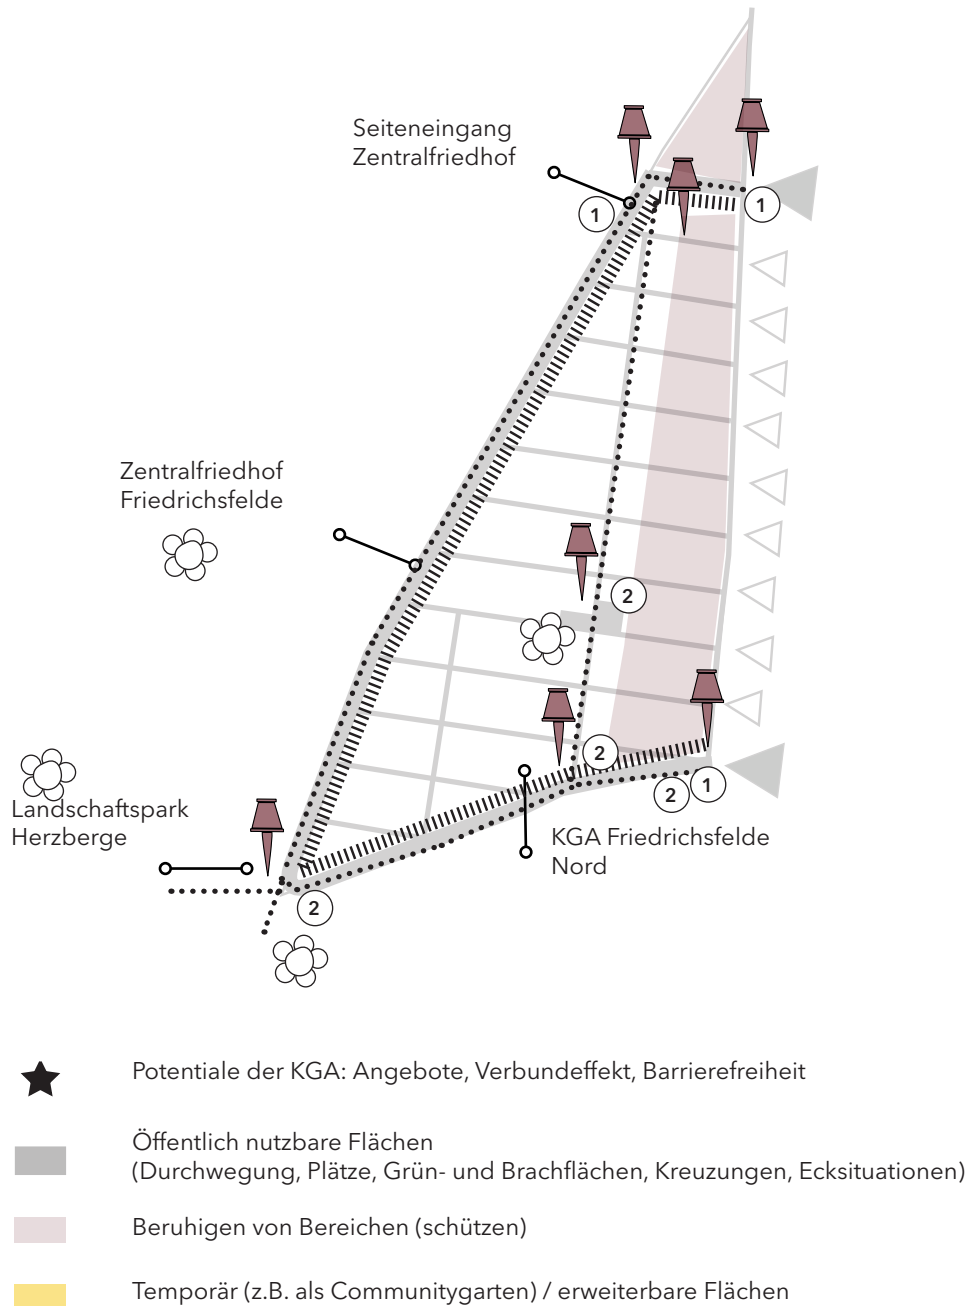 Seiteneingang
Zentralfriedhof
1
1
Zentralfriedhof
Friedrichsfelde
2
2
Landschaftspark
Herzberge
2
1
KGA Friedrichsfelde
Nord
2
Potentiale der KGA: Angebote, Verbundeffekt, Barrierefreiheit
Öffentlich nutzbare Flächen
(Durchwegung, Plätze, Grün- und Brachflächen, Kreuzungen, Ecksituationen)
Beruhigen von Bereichen (schützen)
Temporär (z.B. als Communitygarten) / erweiterbare Flächen